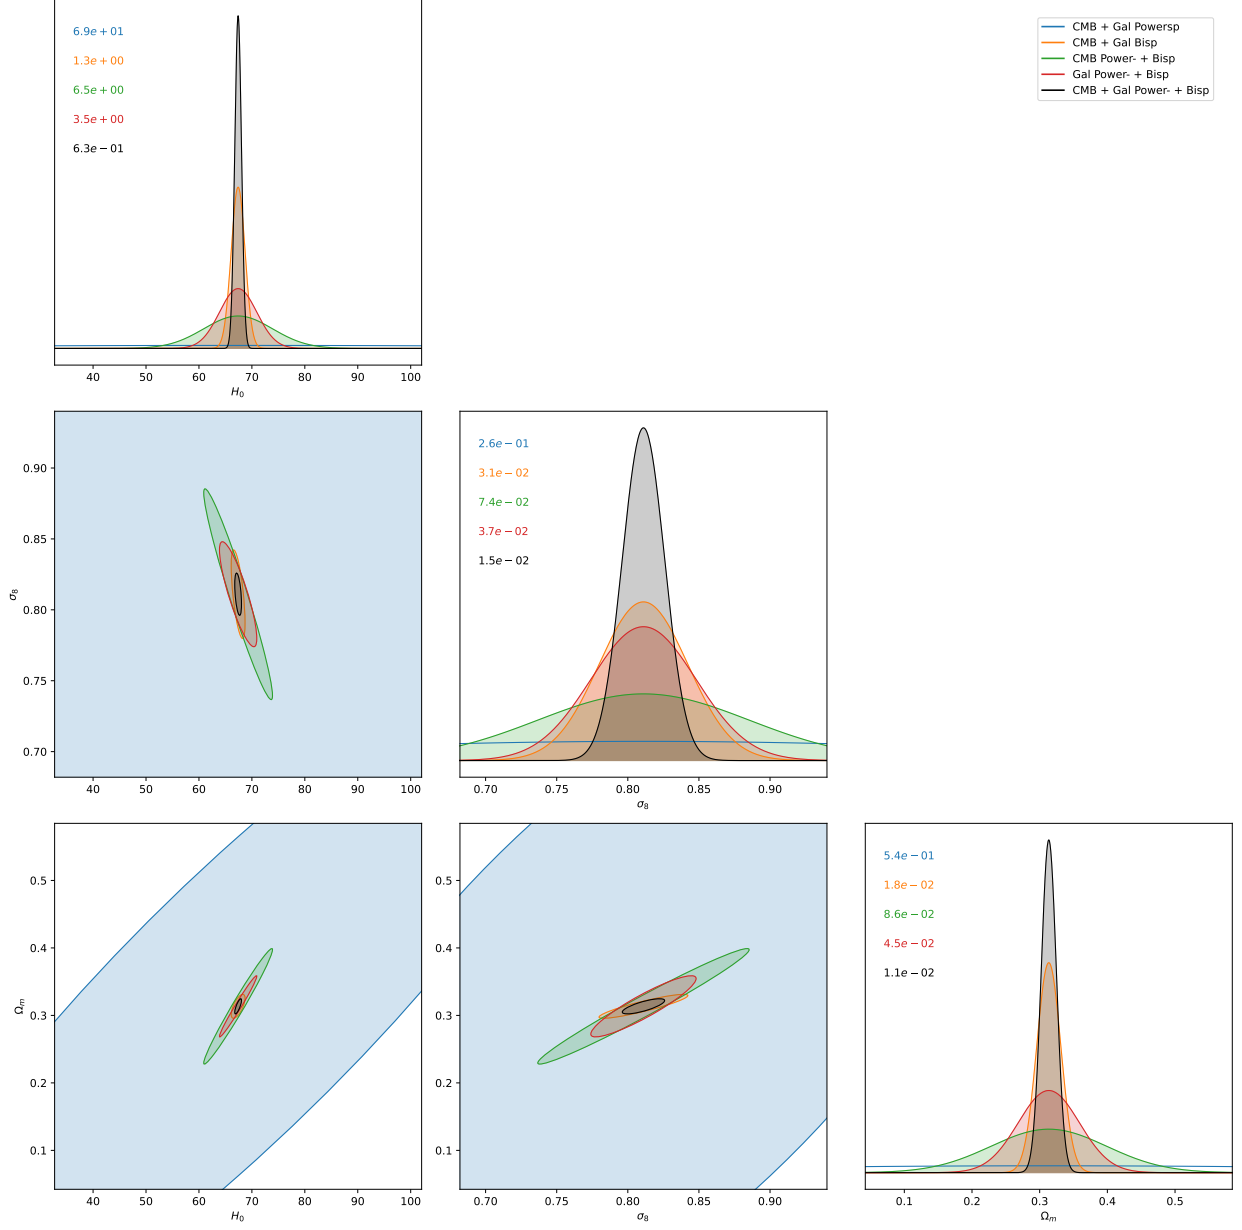 6.9e + 01
1.3e + 00
6.5e + 00
3.5e + 00
6.3e − 01
40 50 60 70 80 90 100
H₀
CMB + Gal Powersp
CMB + Gal Bisp
CMB Power- + Bisp
Gal Power- + Bisp
CMB + Gal Power- + Bisp
0.90
0.85
0.80
0.75
0.70
σ₈
40 50 60 70 80 90 100
2.6e − 01
3.1e − 02
7.4e − 02
3.7e − 02
1.5e − 02
0.70 0.75 0.80 0.85 0.90
σ₈
0.5
0.4
0.3
0.2
0.1
Ωₘ
40 50 60 70 80 90 100
H₀
0.5
0.4
0.3
0.2
0.1
0.70 0.75 0.80 0.85 0.90
σ₈
5.4e − 01
1.8e − 02
8.6e − 02
4.5e − 02
1.1e − 02
0.1 0.2 0.3 0.4 0.5
Ωₘ